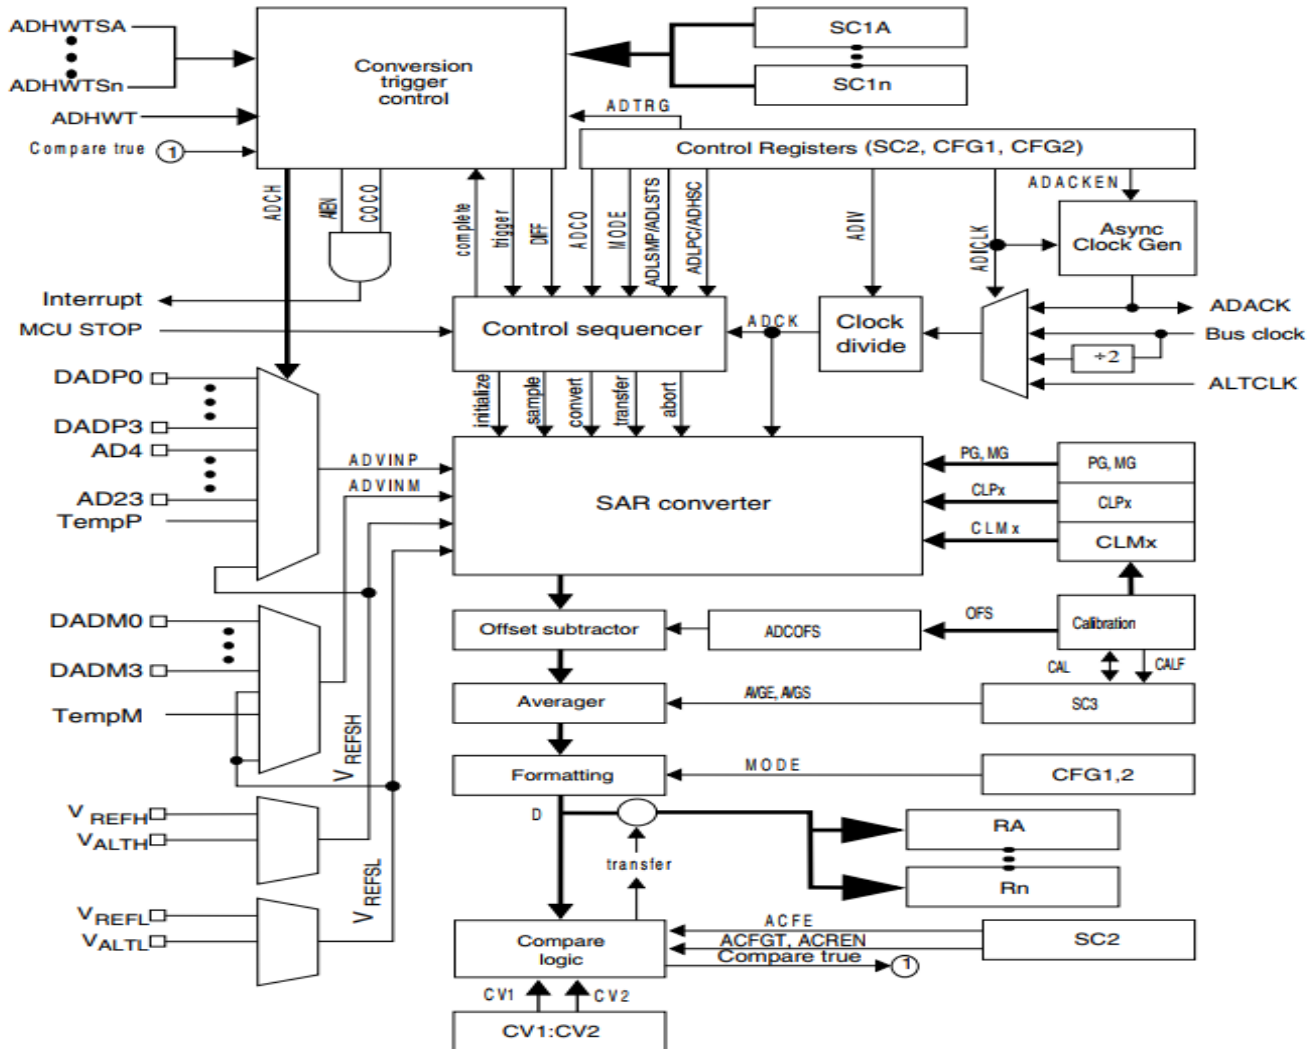 ADHWTSA
ADHWTSn
ADHWT
Compare true 1
Conversion
trigger
control
SC1A
SC1n
ADTRG
Control Registers (SC2, CFG1, CFG2)
ADACKEN
Async
Clock Gen
ADCH
AIEN
COCO
complete
trigger
DIFF
ADCO
MODE
ADLSMP/ADLSTS
ADLPC/ADHSC
ADIV
ADICLK
Interrupt
MCU STOP
Control sequencer
ADCK
Clock
divide
÷2
ADACK
Bus clock
ALTCLK
initialize
sample
convert
transfer
abort
DADP0
DADP3
AD4
AD23
TempP
ADVINP
ADVINM
SAR converter
PG, MG
PG, MG
CLPx
CLPx
CLMx
CLMx
DADM0
DADM3
TempM
Offset subtractor
ADCOFS
OFS
Calibration
CAL
CALF
Averager
AVGE, AVGS
SC3
VREFSH
Formatting
MODE
CFG1,2
VREFH
VALTH
D
transfer
RA
Rn
VREFSL
VREFL
VALTL
Compare
logic
ACFE
ACFGT, ACREN
Compare true 1
SC2
CV1
CV2
CV1:CV2